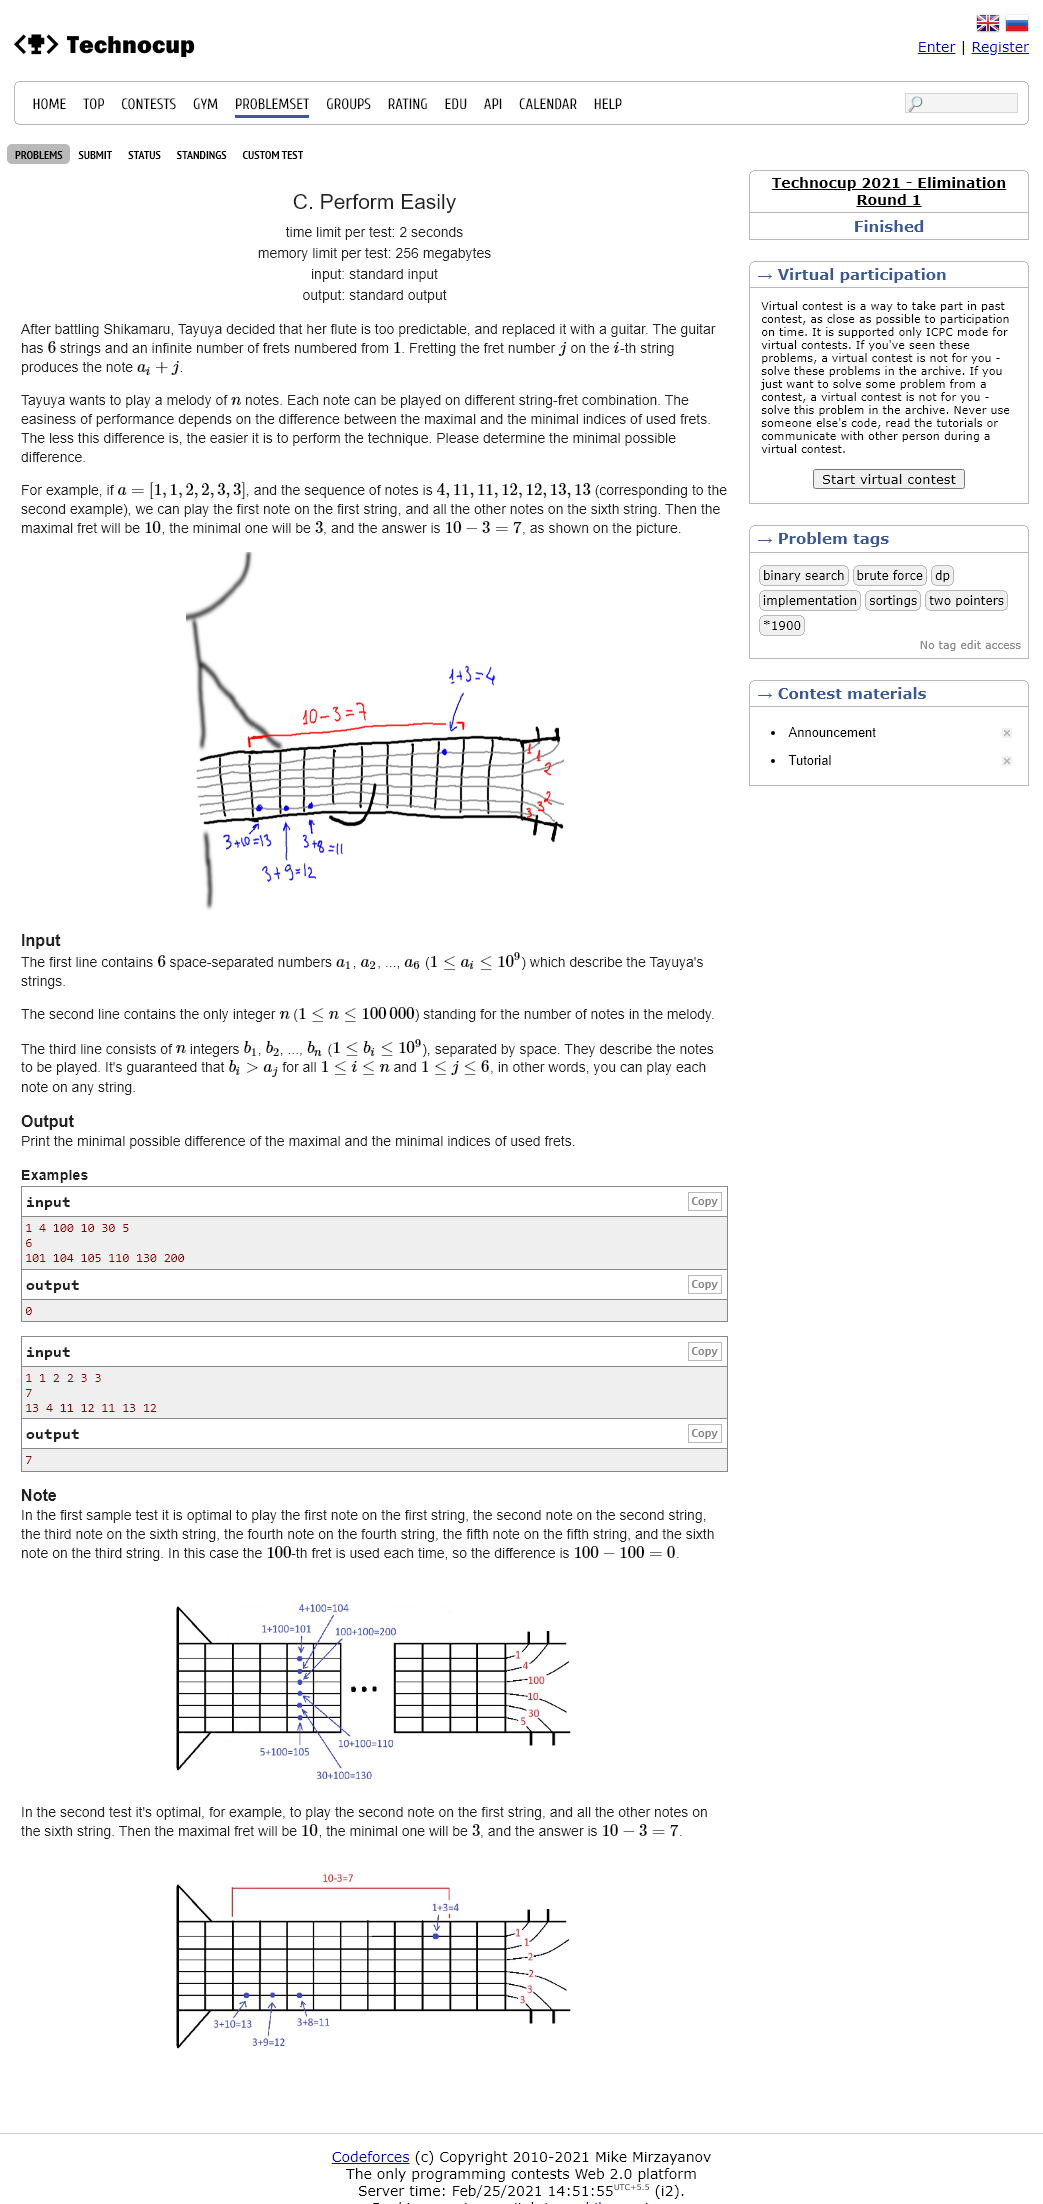 Technocup
Enter | Register
HOME TOP CONTESTS GYM PROBLEMSET GROUPS RATING EDU API CALENDAR HELP
PROBLEMS SUBMIT STATUS STANDINGS CUSTOM TEST
C. Perform Easily
time limit per test: 2 seconds
memory limit per test: 256 megabytes
input: standard input
output: standard output
After battling Shikamaru, Tayuya decided that her flute is too predictable, and replaced it with a guitar. The guitar
has 6 strings and an infinite number of frets numbered from 1. Fretting the fret number j on the i-th string
produces the note a_i + j.
Tayuya wants to play a melody of n notes. Each note can be played on different string-fret combination. The
easiness of performance depends on the difference between the maximal and the minimal indices of used frets.
The less this difference is, the easier it is to perform the technique. Please determine the minimal possible
difference.
For example, if a = [1, 1, 2, 2, 3, 3], and the sequence of notes is 4, 11, 11, 12, 12, 13, 13 (corresponding to the
second example), we can play the first note on the first string, and all the other notes on the sixth string. Then the
maximal fret will be 10, the minimal one will be 3, and the answer is 10 − 3 = 7, as shown on the picture.
1+3=4
10-3=7
1
1
2
2
3
3
3+10=13
3+8=11
3+9=12
Input
The first line contains 6 space-separated numbers a_1, a_2, ..., a_6 (1 ≤ a_i ≤ 10^9) which describe the Tayuya's
strings.
The second line contains the only integer n (1 ≤ n ≤ 100 000) standing for the number of notes in the melody.
The third line consists of n integers b_1, b_2, ..., b_n (1 ≤ b_i ≤ 10^9), separated by space. They describe the notes
to be played. It's guaranteed that b_i > a_j for all 1 ≤ i ≤ n and 1 ≤ j ≤ 6, in other words, you can play each
note on any string.
Output
Print the minimal possible difference of the maximal and the minimal indices of used frets.
Examples
input Copy
1 4 100 10 30 5
6
101 104 105 110 130 200
output Copy
0
input Copy
1 1 2 2 3 3
7
13 4 11 12 11 13 12
output Copy
7
Note
In the first sample test it is optimal to play the first note on the first string, the second note on the second string,
the third note on the sixth string, the fourth note on the fourth string, the fifth note on the fifth string, and the sixth
note on the third string. In this case the 100-th fret is used each time, so the difference is 100 − 100 = 0.
4+100=104
1+100=101
100+100=200
1
4
100
10
30
5
10+100=110
5+100=105
30+100=130
In the second test it's optimal, for example, to play the second note on the first string, and all the other notes on
the sixth string. Then the maximal fret will be 10, the minimal one will be 3, and the answer is 10 − 3 = 7.
10-3=7
1+3=4
1
1
2
2
3
3
3+10=13
3+8=11
3+9=12
Technocup 2021 - Elimination
Round 1
Finished
→ Virtual participation
Virtual contest is a way to take part in past
contest, as close as possible to participation
on time. It is supported only ICPC mode for
virtual contests. If you've seen these
problems, a virtual contest is not for you -
solve these problems in the archive. If you
just want to solve some problem from a
contest, a virtual contest is not for you -
solve this problem in the archive. Never use
someone else's code, read the tutorials or
communicate with other person during a
virtual contest.
Start virtual contest
→ Problem tags
binary search brute force dp
implementation sortings two pointers
*1900
No tag edit access
→ Contest materials
Announcement
Tutorial
Codeforces (c) Copyright 2010-2021 Mike Mirzayanov
The only programming contests Web 2.0 platform
Server time: Feb/25/2021 14:51:55 UTC+5.5 (i2).